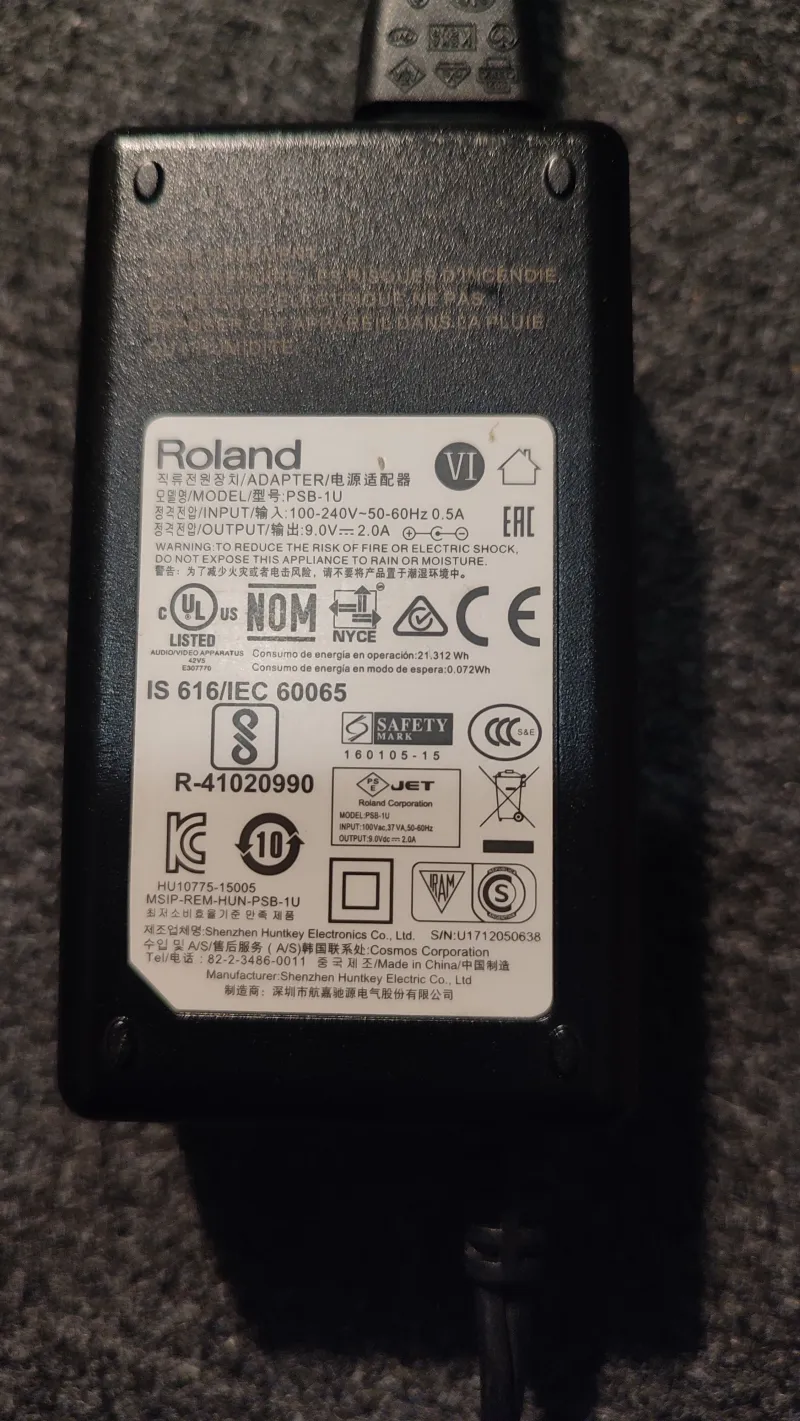 RISQUES D'INCENDIE
ELECTRIQUE NE PAS
CET APPAREIL DANS LA PLUIE
Roland
VI
직류전원장치/ADAPTER/电源适配器
모델명/MODEL/型号:PSB-1U
정격전압/INPUT/输入:100-240V~50-60Hz 0.5A
정격전압/OUTPUT/输出:9.0V⎓2.0A
EAC
WARNING:TO REDUCE THE RISK OF FIRE OR ELECTRIC SHOCK,
DO NOT EXPOSE THIS APPLIANCE TO RAIN OR MOISTURE.
警告：为了减少火灾或者电击风险，请不要将产品置于潮湿环境中。
C UL US
LISTED
AUDIO/VIDEO APPARATUS
42V5
E307770
NOM
NYCE
CE
Consumo de energía en operación:21.312 Wh
Consumo de energía en modo de espera:0.072Wh
IS 616/IEC 60065
R-41020990
SAFETY
MARK
160105-15
CCC S&E
PSE JET
Roland Corporation
MODEL:PSB-1U
INPUT:100Vac,37VA,50-60Hz
OUTPUT:9.0Vdc⎓2.0A
KC
10
HU10775-15005
MSIP-REM-HUN-PSB-1U
최저소비효율기준 만족 제품
IRAM
S
제조업체명:Shenzhen Huntkey Electronics Co., Ltd. S/N:U1712050638
수입 및 A/S/售后服务 ( A/S)韩国联系处:Cosmos Corporation
Tel/电话 : 82-2-3486-0011 중국제조/Made in China/中国制造
Manufacturer:Shenzhen Huntkey Electric Co., Ltd
制造商：深圳市航嘉驰源电气股份有限公司